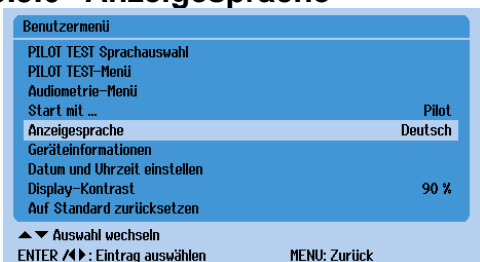 Anzeigesprache
Benutzermenü
PILOT TEST Sprachauswahl
PILOT TEST-Menü
Audiometrie-Menü
Start mit ... Pilot
Anzeigesprache Deutsch
Geräteinformationen
Datum und Uhrzeit einstellen
Display-Kontrast 90 %
Auf Standard zurücksetzen
▲▼ Auswahl wechseln
ENTER /◀▶: Eintrag auswählen MENU: Zurück